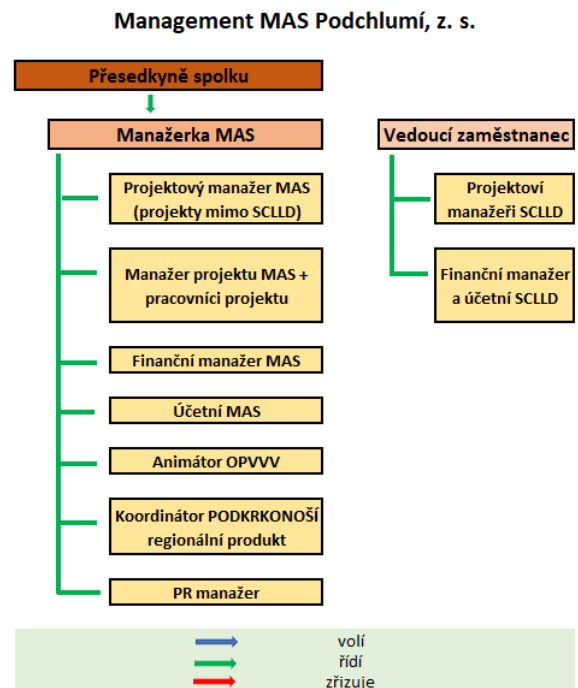 Management MAS Podchlumí, z. s.
Přesedkyně spolku
Manažerka MAS
Vedoucí zaměstnanec
Projektový manažer MAS
(projekty mimo SCLLD)
Manažer projektu MAS +
pracovníci projektu
Finanční manažer MAS
Účetní MAS
Animátor OPVVV
Koordinátor PODKRKONOŠÍ
regionální produkt
PR manažer
Projektoví
manažeři SCLLD
Finanční manažer
a účetní SCLLD
volí
řídí
zřizuje